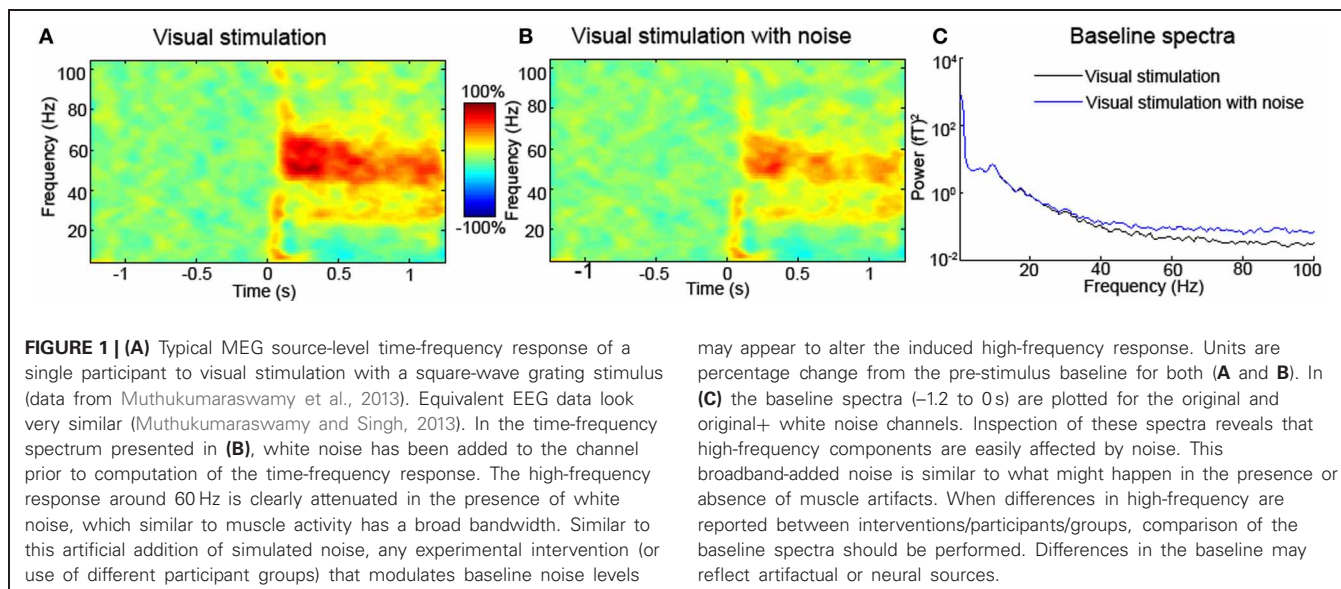 A
Visual stimulation
100
80
60
40
20
Frequency (Hz)
-1
-0.5
0
0.5
1
Time (s)
100%
-100%
B
Visual stimulation with noise
100
80
60
40
20
Frequency (Hz)
-1
-0.5
0
0.5
1
Time (s)
C
Baseline spectra
Visual stimulation
Visual stimulation with noise
10⁴
10²
10⁰
10⁻²
Power (fT)²
20
40
60
80
100
Frequency (Hz)
FIGURE 1 | (A) Typical MEG source-level time-frequency response of a
single participant to visual stimulation with a square-wave grating stimulus
(data from Muthukumaraswamy et al., 2013). Equivalent EEG data look
very similar (Muthukumaraswamy and Singh, 2013). In the time-frequency
spectrum presented in (B), white noise has been added to the channel
prior to computation of the time-frequency response. The high-frequency
response around 60 Hz is clearly attenuated in the presence of white
noise, which similar to muscle activity has a broad bandwidth. Similar to
this artificial addition of simulated noise, any experimental intervention (or
use of different participant groups) that modulates baseline noise levels
may appear to alter the induced high-frequency response. Units are
percentage change from the pre-stimulus baseline for both (A and B). In
(C) the baseline spectra (–1.2 to 0 s) are plotted for the original and
original+ white noise channels. Inspection of these spectra reveals that
high-frequency components are easily affected by noise. This
broadband-added noise is similar to what might happen in the presence or
absence of muscle artifacts. When differences in high-frequency are
reported between interventions/participants/groups, comparison of the
baseline spectra should be performed. Differences in the baseline may
reflect artifactual or neural sources.